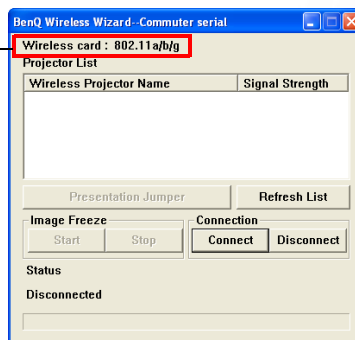 BenQ Wireless Wizard--Commuter serial
Wireless card : 802.11a/b/g
Projector List
Wireless Projector Name Signal Strength
Presentation Jumper Refresh List
Image Freeze Connection
Start Stop Connect Disconnect
Status
Disconnected